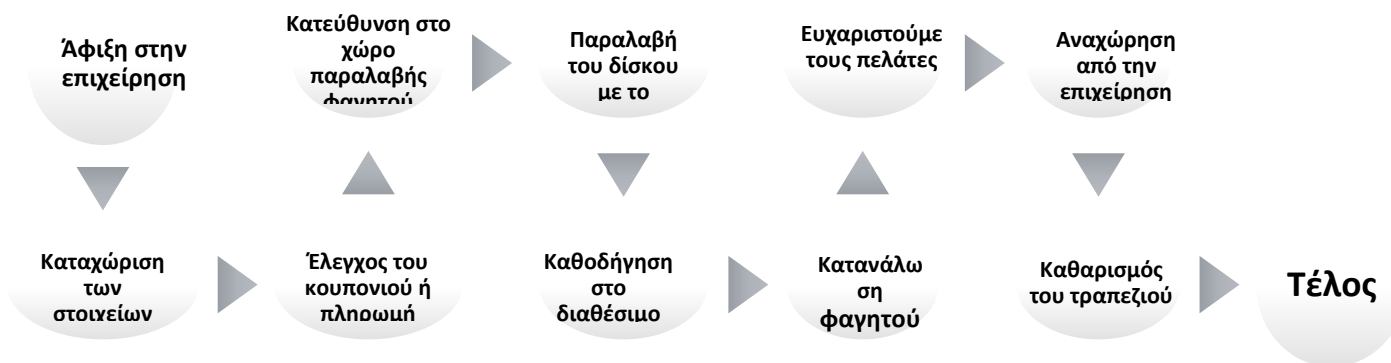 Άφιξη στην
επιχείρηση
Καταχώριση
των
στοιχείων
Έλεγχος του
κουπονιού ή
πληρωμή
Κατεύθυνση στο
χώρο
παραλαβής
φαγητού
Παραλαβή
του δίσκου
με το
Καθοδήγηση
στο
διαθέσιμο
Κατανάλω
ση
φαγητού
Ευχαριστούμε
τους πελάτες
Αναχώρηση
από την
επιχείρηση
Καθαρισμός
του τραπεζιού
Τέλος